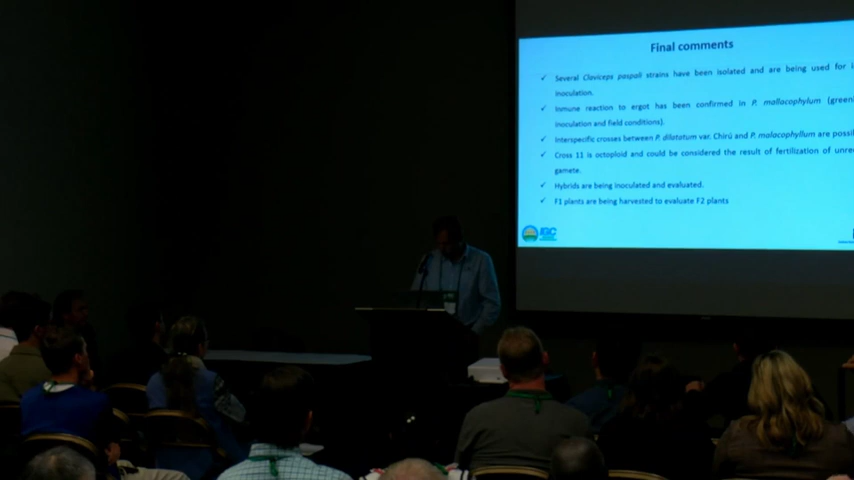 Final comments
✓ Several Claviceps paspali strains have been isolated and are being used for
inoculation.
✓ Inmune reaction to ergot has been confirmed in P. mallacophylum
inoculation and field conditions).
✓ Interspecific crosses between P. dilatatum var. Chirú and P. malacophyllum are
✓ Cross 11 is octoploid and could be considered the result of fertilization of
gamete.
✓ Hybrids are being inoculated and evaluated.
✓ F1 plants are being harvested to evaluate F2 plants